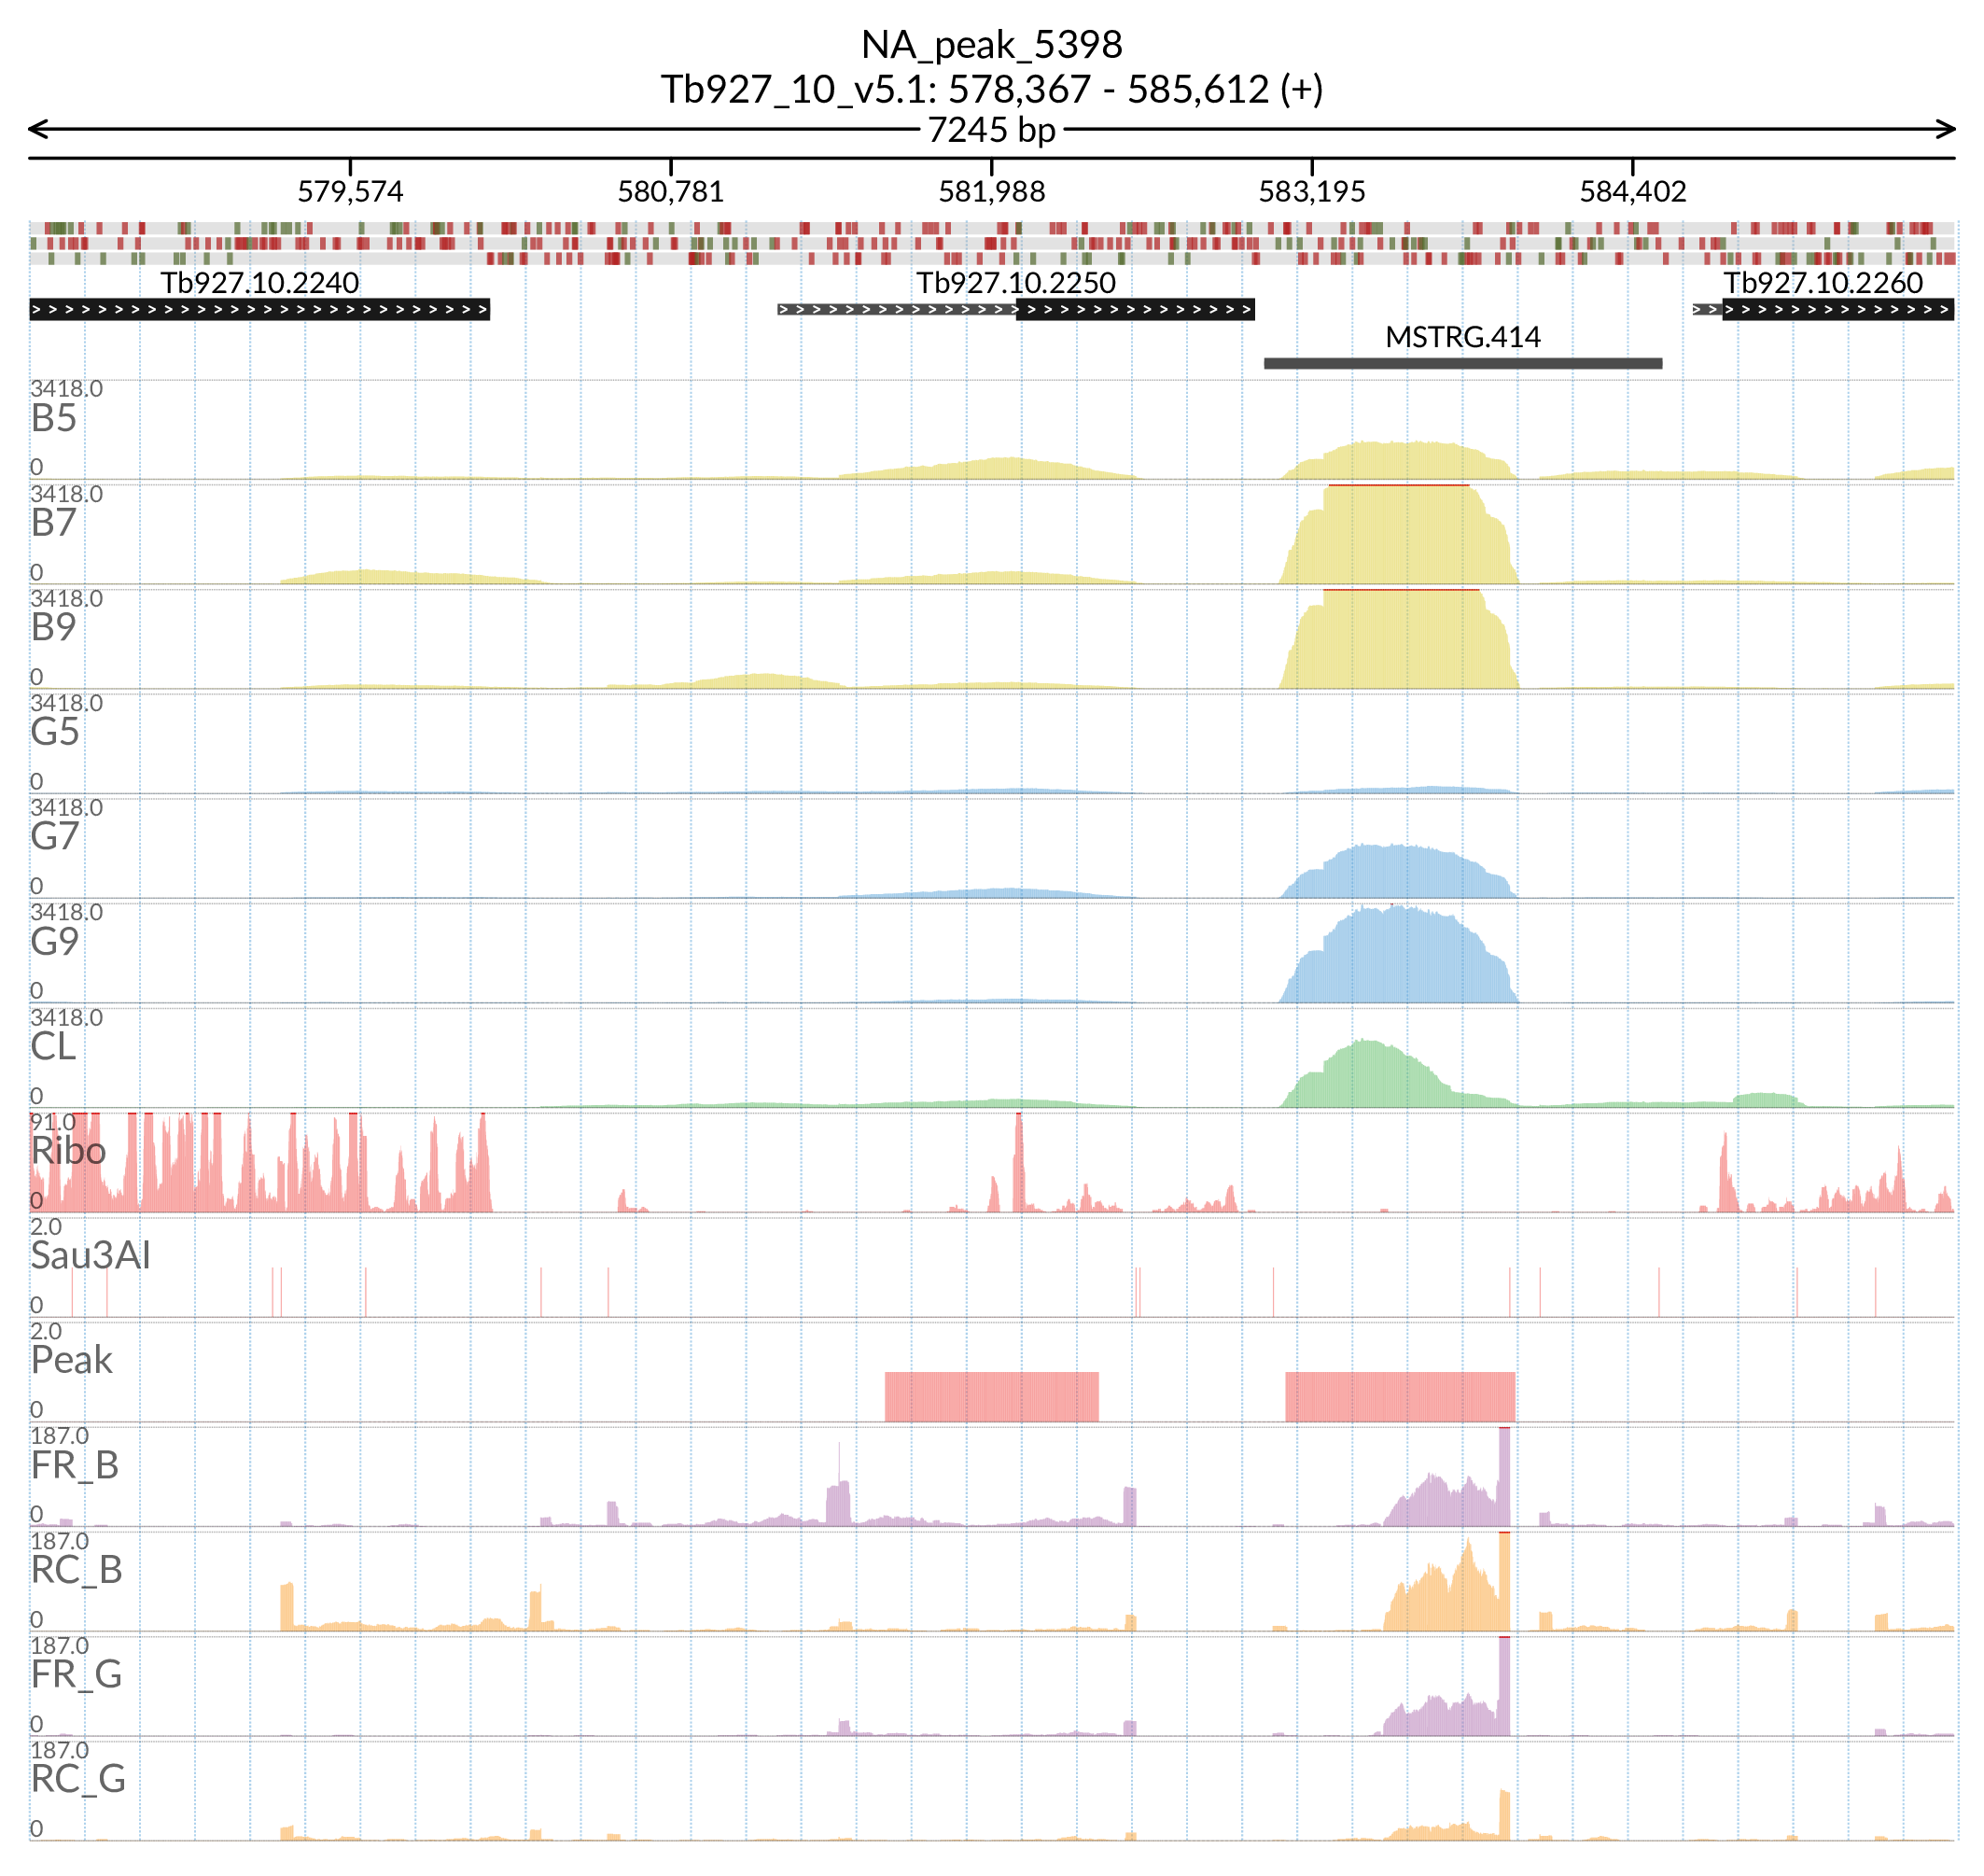 NA_peak_5398
Tb927_10_v5.1: 578,367 - 585,612 (+)
7245 bp
579,574 580,781 581,988 583,195 584,402
Tb927.10.2240 Tb927.10.2250 Tb927.10.2260
MSTRG.414
3418.0
B5
0
3418.0
B7
0
3418.0
B9
0
3418.0
G5
0
3418.0
G7
0
3418.0
G9
0
3418.0
CL
0
91.0
Ribo
0
2.0
Sau3AI
0
2.0
Peak
0
187.0
FR_B
0
187.0
RC_B
0
187.0
FR_G
0
187.0
RC_G
0